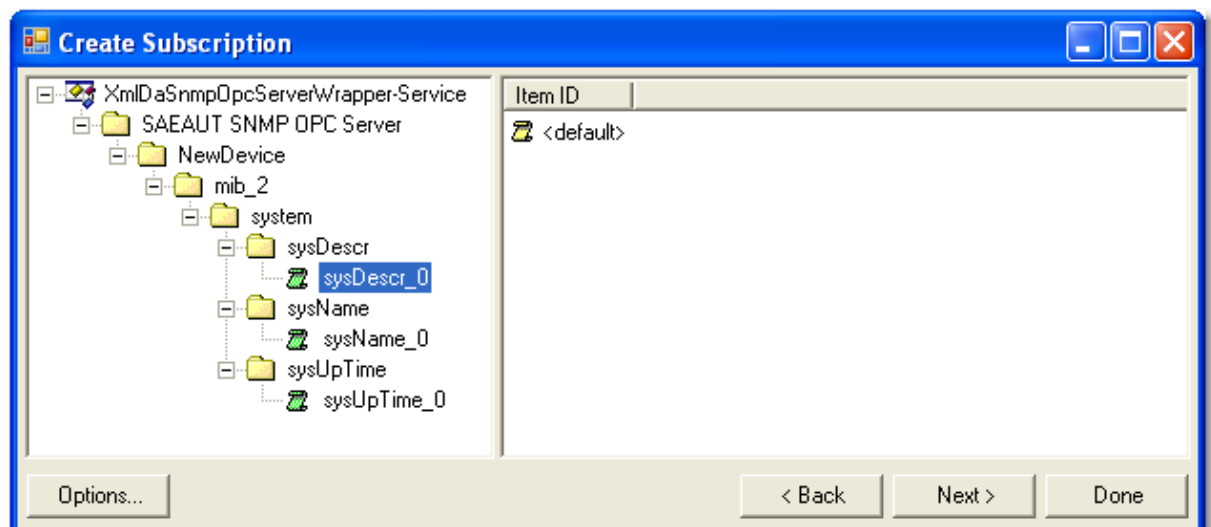 Create Subscription
XmlDaSnmpOpcServerWrapper-Service
SAEAUT SNMP OPC Server
NewDevice
mib_2
system
sysDescr
sysDescr_0
sysName
sysName_0
sysUpTime
sysUpTime_0
Item ID
<default>
Options...
< Back
Next >
Done